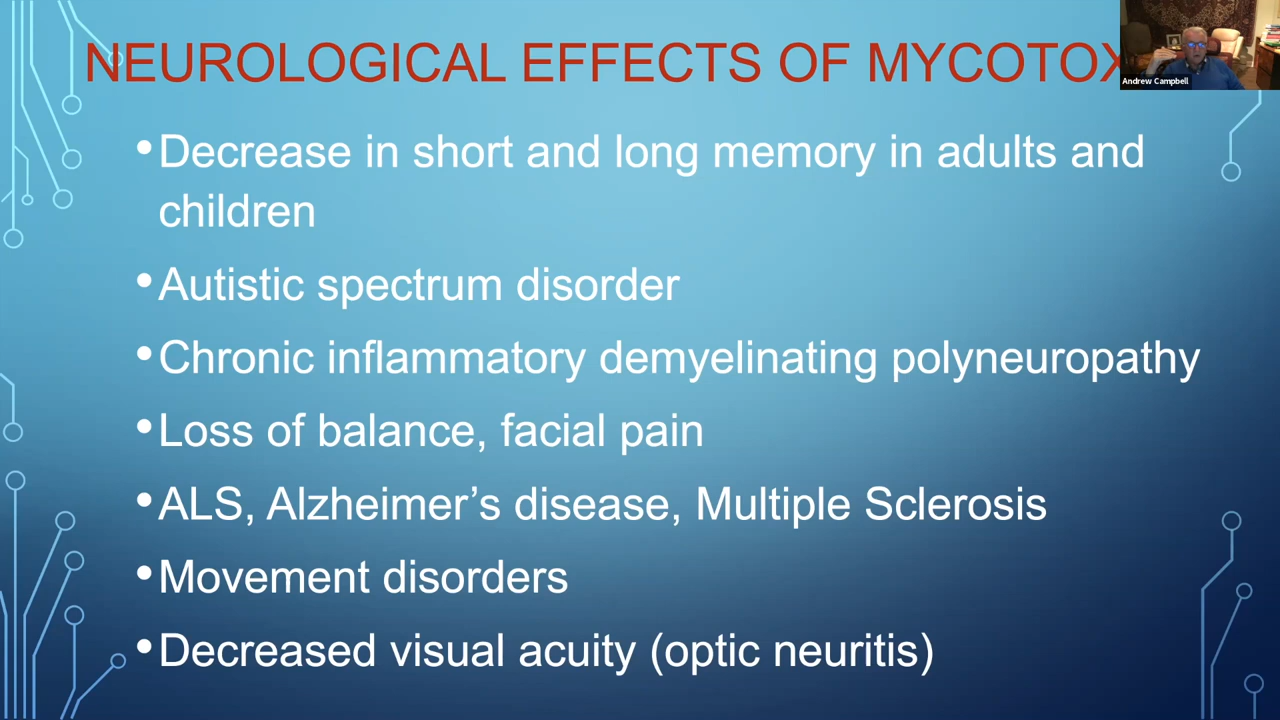 NEUROLOGICAL EFFECTS OF MYCOTOX
Andrew Campbell
•Decrease in short and long memory in adults and
children
•Autistic spectrum disorder
•Chronic inflammatory demyelinating polyneuropathy
•Loss of balance, facial pain
•ALS, Alzheimer’s disease, Multiple Sclerosis
•Movement disorders
•Decreased visual acuity (optic neuritis)